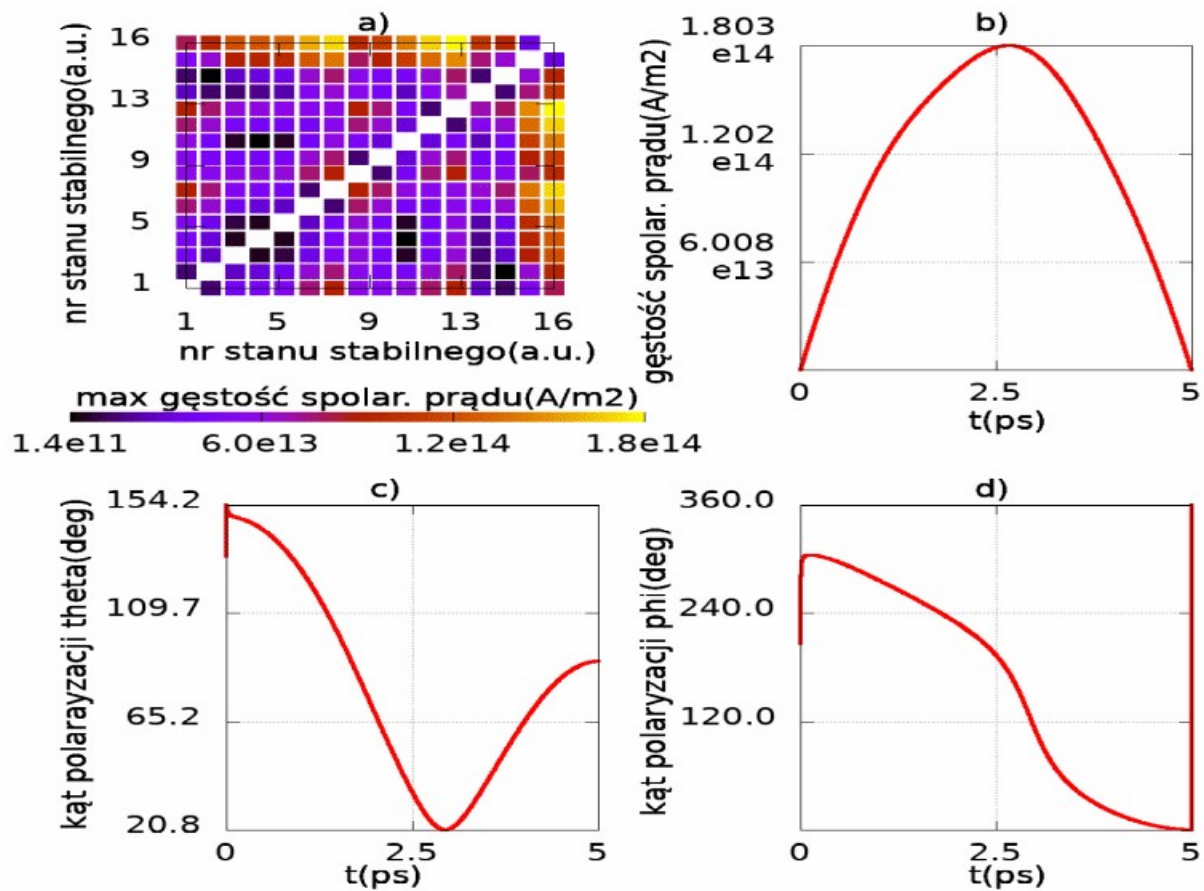 a)
16
13
9
5
1
nr stanu stabilnego(a.u.)
1 5 9 13 16
nr stanu stabilnego(a.u.)
max gęstość spolar. prądu(A/m2)
1.4e11 6.0e13 1.2e14 1.8e14
b)
1.803
e14
1.202
e14
6.008
e13
gęstość spolar. prądu(A/m2)
0 2.5 5
t(ps)
c)
154.2
109.7
65.2
20.8
kąt polarayzacji theta(deg)
0 2.5 5
t(ps)
d)
360.0
240.0
120.0
kąt polaryzacji phi(deg)
0 2.5 5
t(ps)